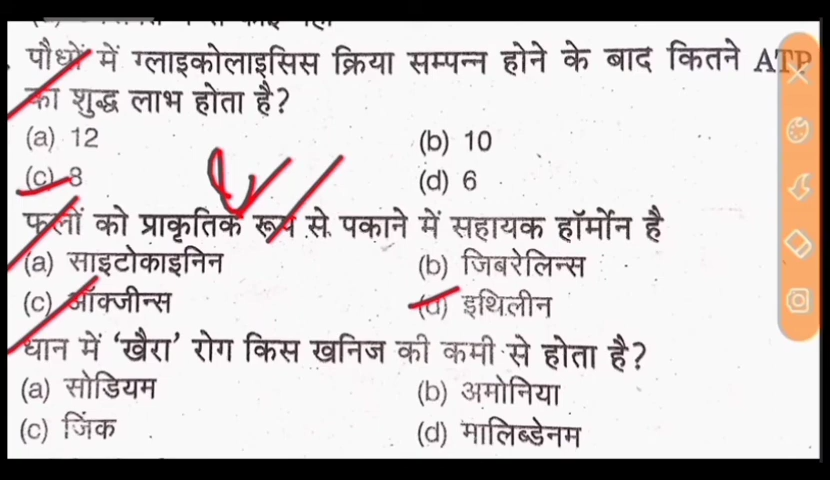 पौधों में ग्लाइकोलाइसिस क्रिया सम्पन्न होने के बाद कितने ATP
का शुद्ध लाभ होता है?
(a) 12 (b) 10
(c) 8 (d) 6
फलों को प्राकृतिक रूप से पकाने में सहायक हॉर्मोन है
(a) साइटोकाइनिन (b) जिबरेलिन्स
(c) ऑक्जीन्स (d) इथिलीन
धान में 'खैरा' रोग किस खनिज की कमी से होता है?
(a) सोडियम (b) अमोनिया
(c) जिंक (d) मालिब्डेनम